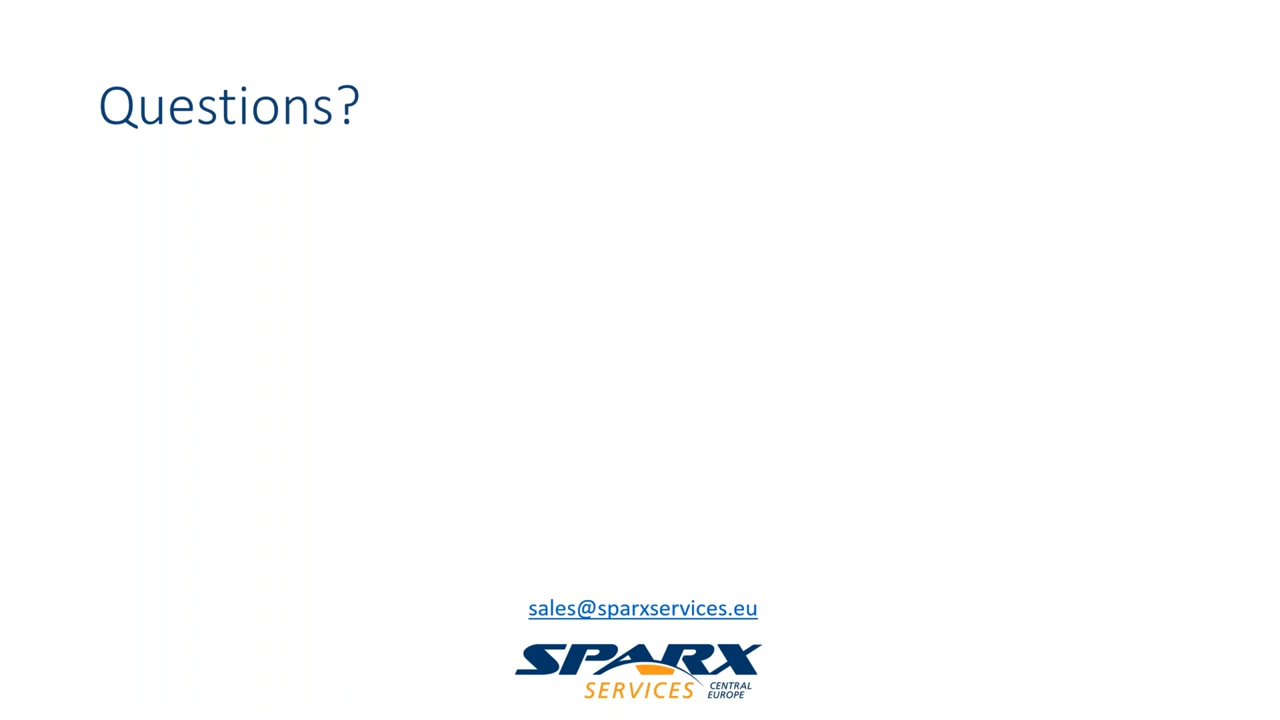 Questions?
sales@sparxservices.eu
SPARX
SERVICES
CENTRAL
EUROPE